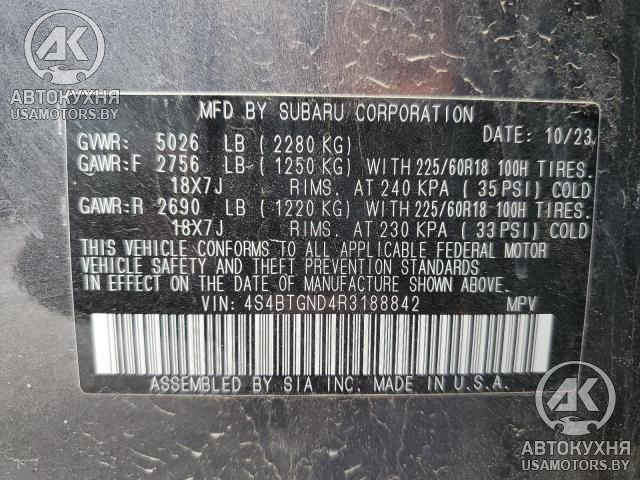 АК
АВТОКУХНЯ
USAMOTORS.BY
MFD BY SUBARU CORPORATION
GVWR: 5026 LB (2280 KG) DATE: 10/23
GAWR:F 2756 LB (1250 KG) WITH 225/60R18 100H TIRES.
18X7J RIMS, AT 240 KPA (35 PSI) COLD
GAWR:R 2690 LB (1220 KG) WITH 225/60R18 100H TIRES.
18X7J RIMS, AT 230 KPA (33 PSI) COLD
THIS VEHICLE CONFORMS TO ALL APPLICABLE FEDERAL MOTOR
VEHICLE SAFETY AND THEFT PREVENTION STANDARDS
IN EFFECT ON THE DATE OF MANUFACTURE SHOWN ABOVE.
VIN: 4S4BTGND4R3188842 MPV
ASSEMBLED BY SIA INC. MADE IN U.S.A.
АК
АВТОКУХНЯ
USAMOTORS.BY